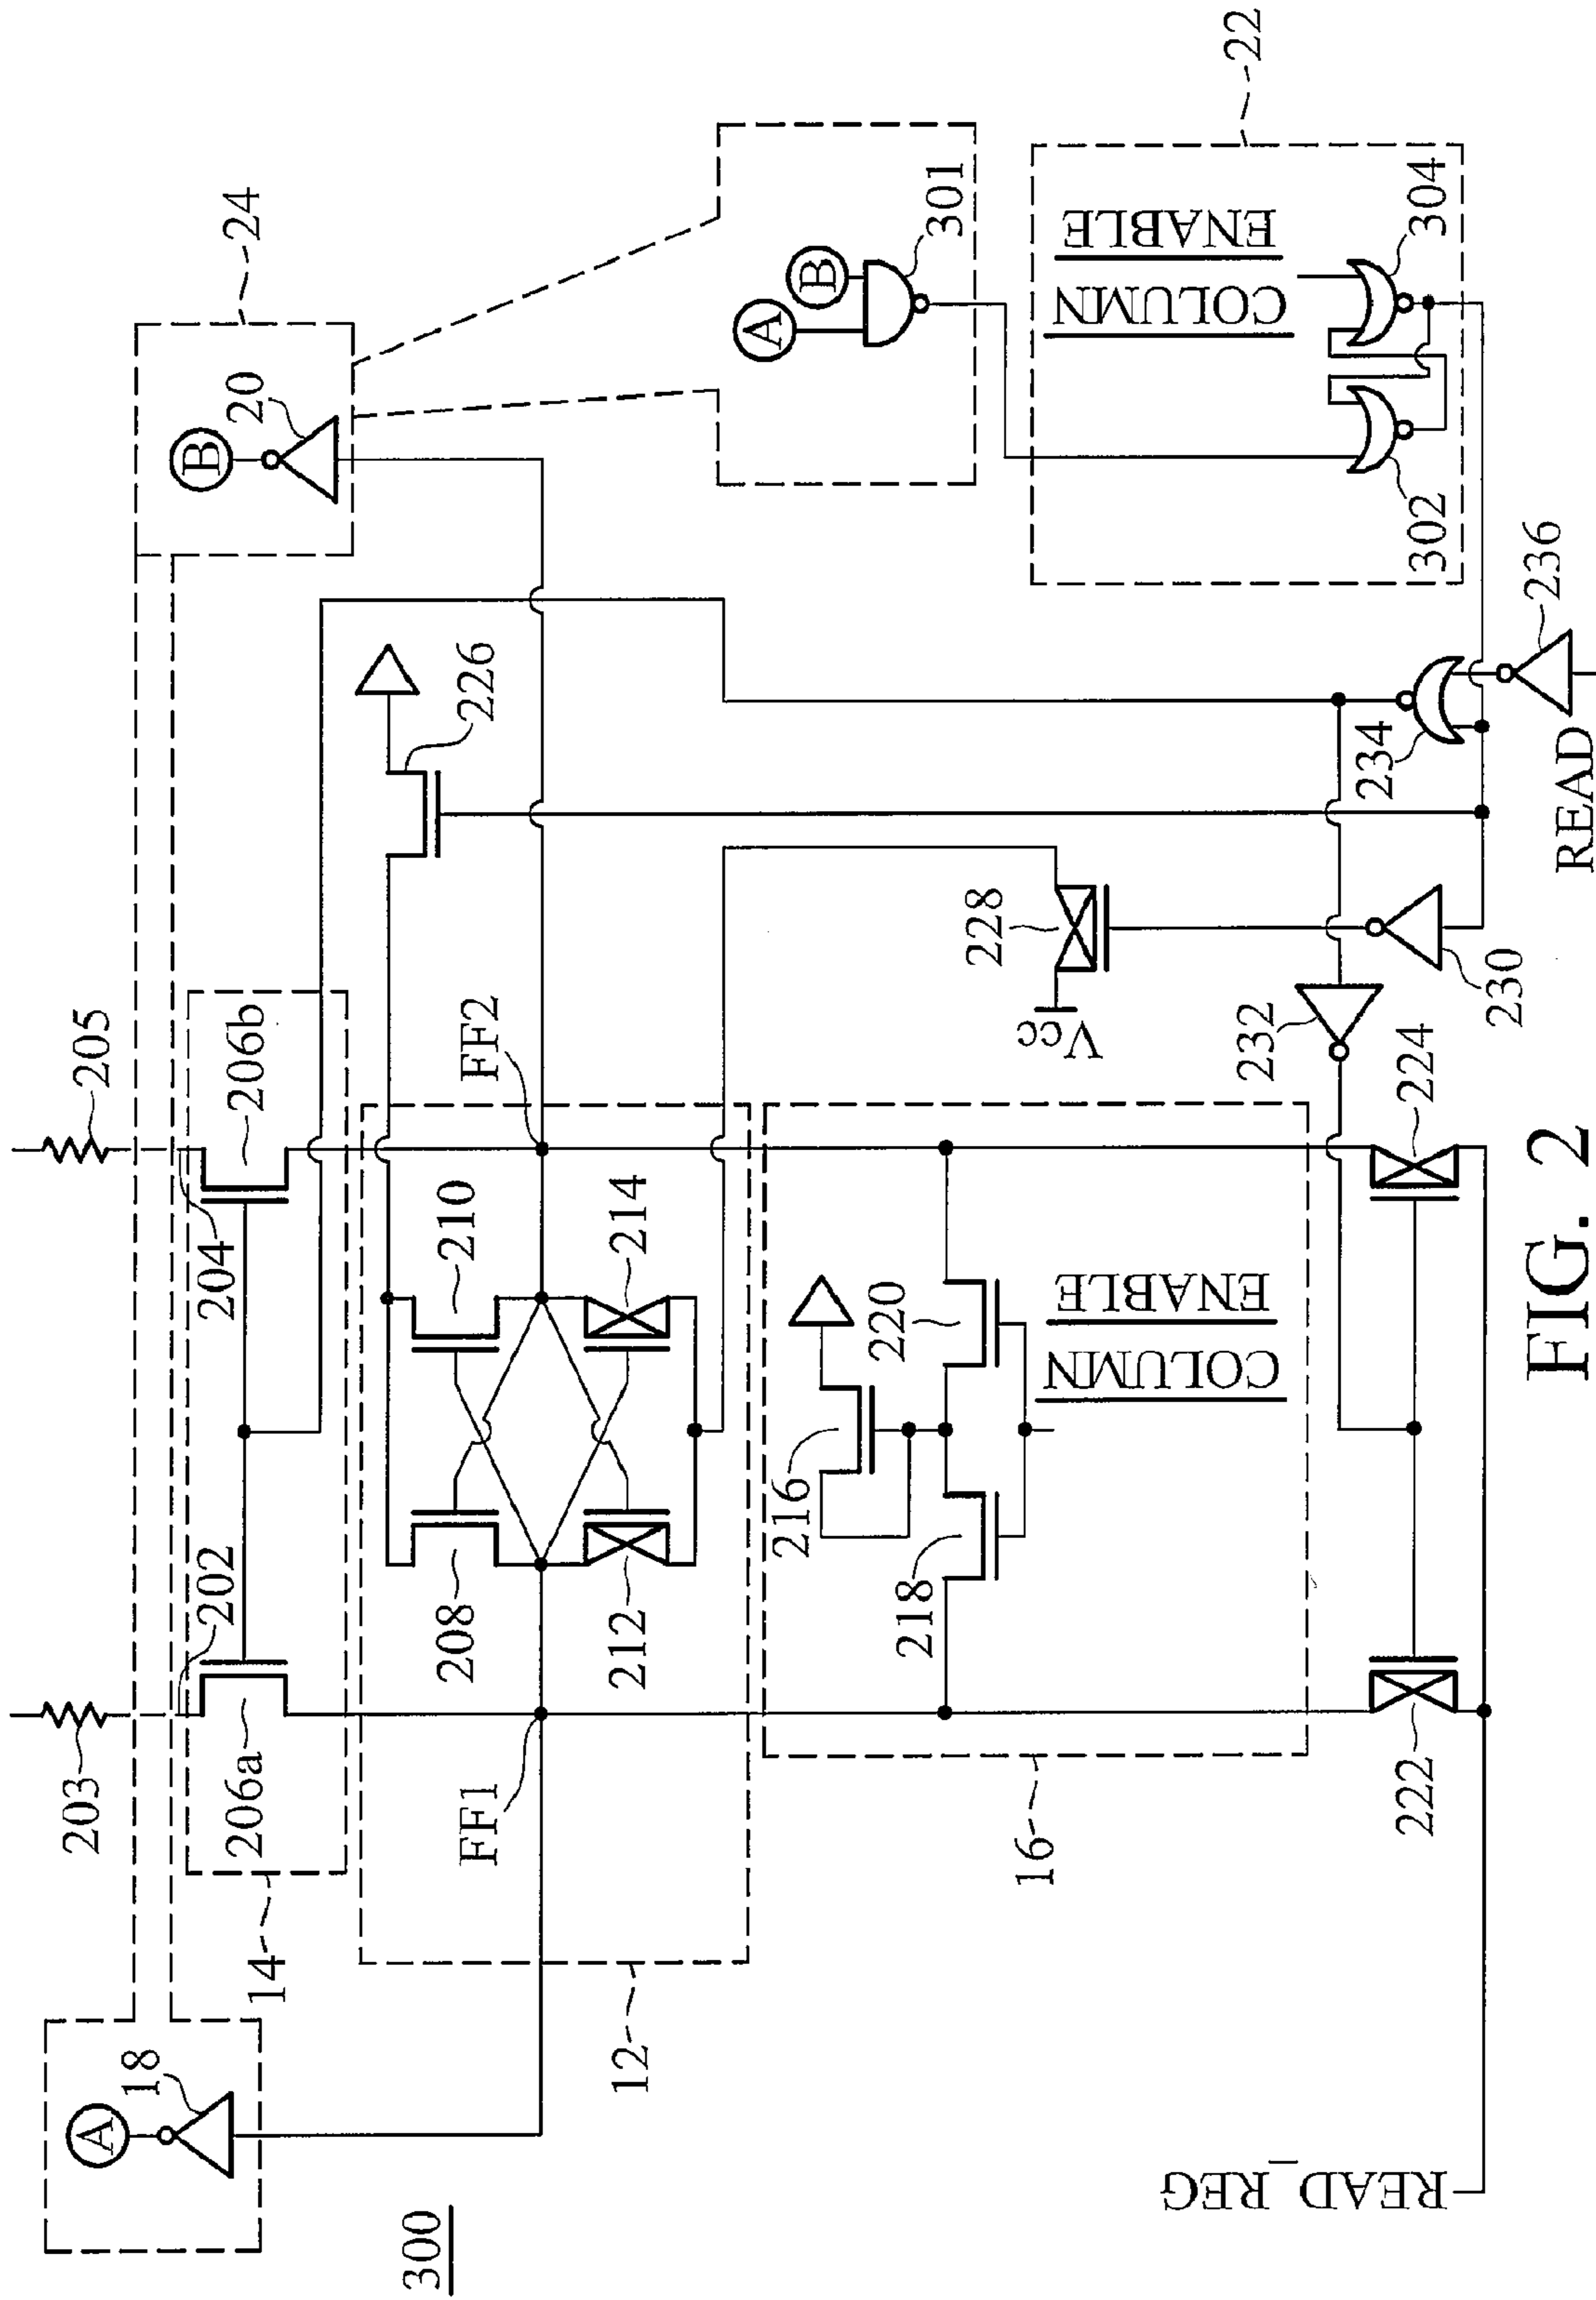 203
205
A
18
B
20
24
202
204
206a
206b
14
226
A
B
301
FF1
FF2
208
210
212
214
12
300
228
Vcc
COLUMN
ENABLE
22
216
218
220
COLUMN
ENABLE
16
302
304
232
230
234
236
READ
222
224
READ_REG
FIG. 2